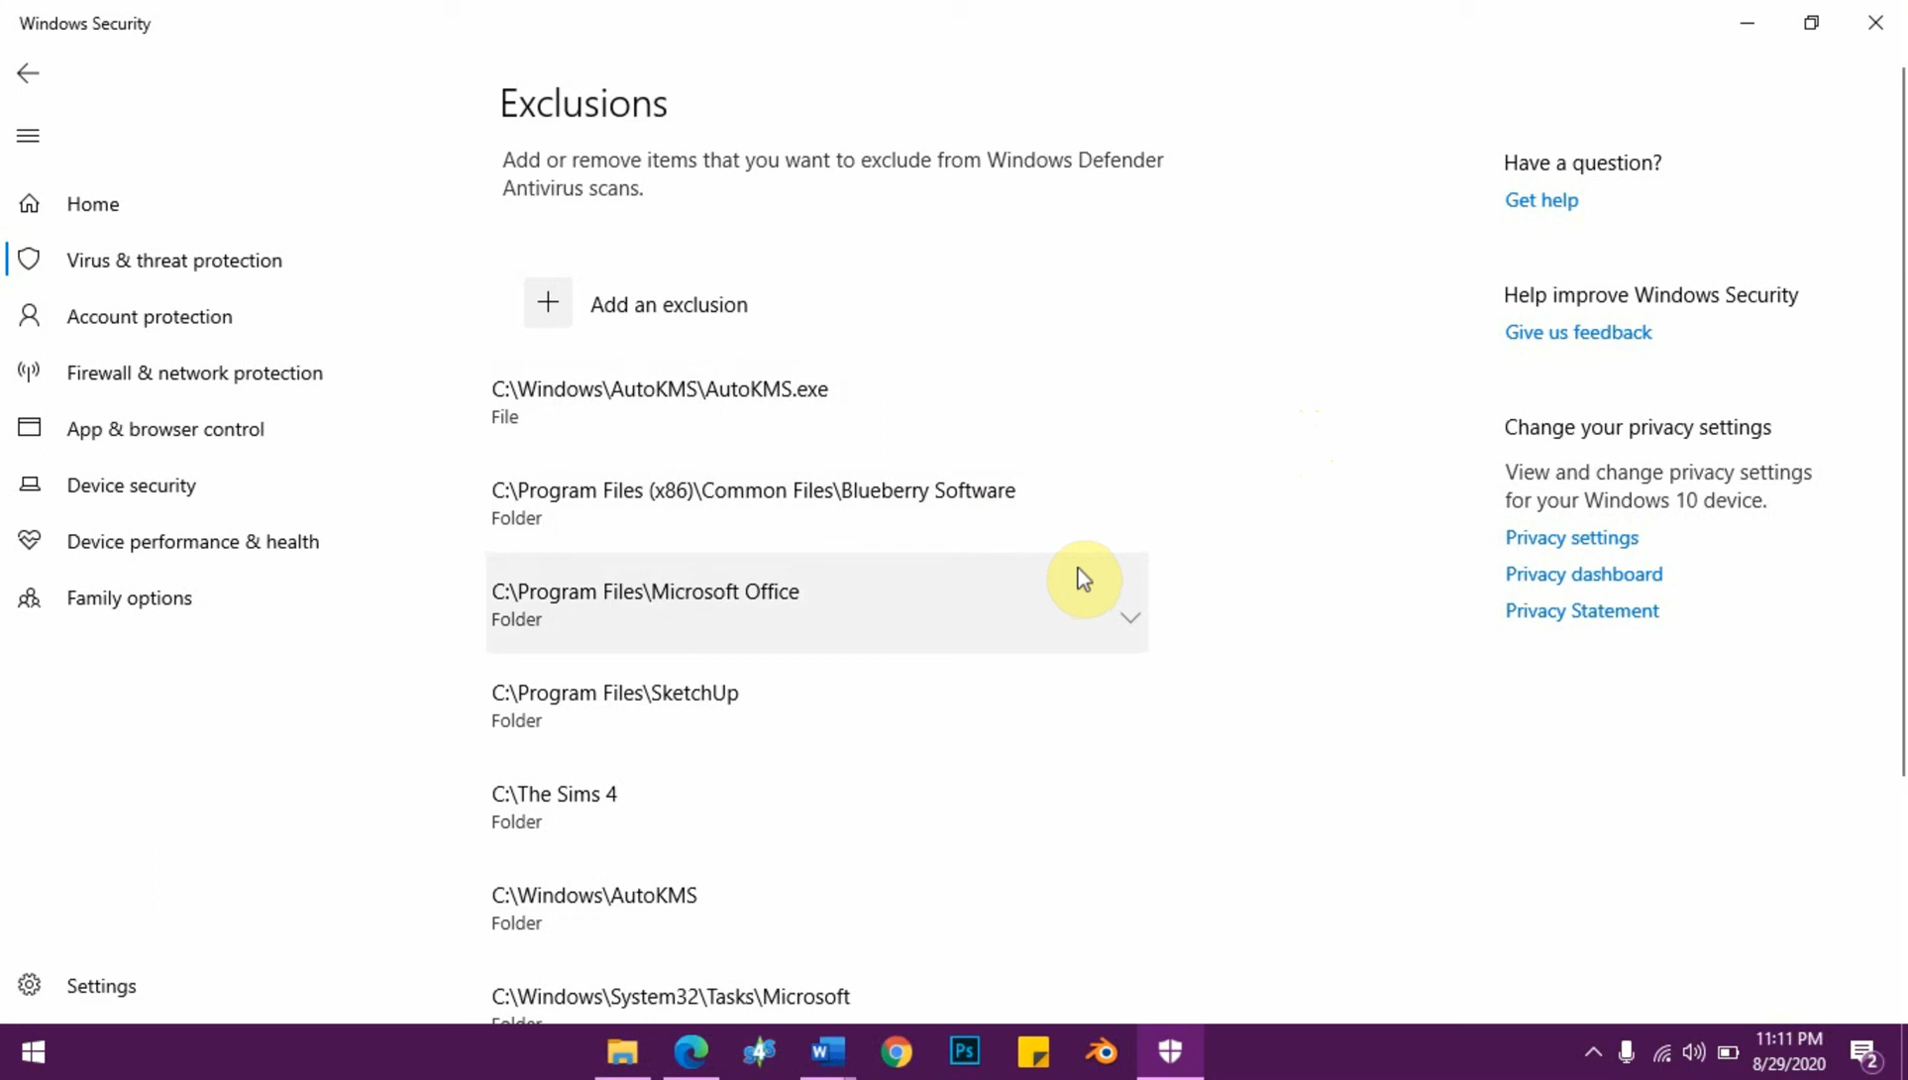 Windows Security
Exclusions
Add or remove items that you want to exclude from Windows Defender
Antivirus scans.
Add an exclusion
C:\Windows\AutoKMS\AutoKMS.exe
File
C:\Program Files (x86)\Common Files\Blueberry Software
Folder
C:\Program Files\Microsoft Office
Folder
C:\Program Files\SketchUp
Folder
C:\The Sims 4
Folder
C:\Windows\AutoKMS
Folder
C:\Windows\System32\Tasks\Microsoft
Folder
Home
Virus & threat protection
Account protection
Firewall & network protection
App & browser control
Device security
Device performance & health
Family options
Settings
Have a question?
Get help
Help improve Windows Security
Give us feedback
Change your privacy settings
View and change privacy settings
for your Windows 10 device.
Privacy settings
Privacy dashboard
Privacy Statement
4
W
Ps
11:11 PM
8/29/2020
2